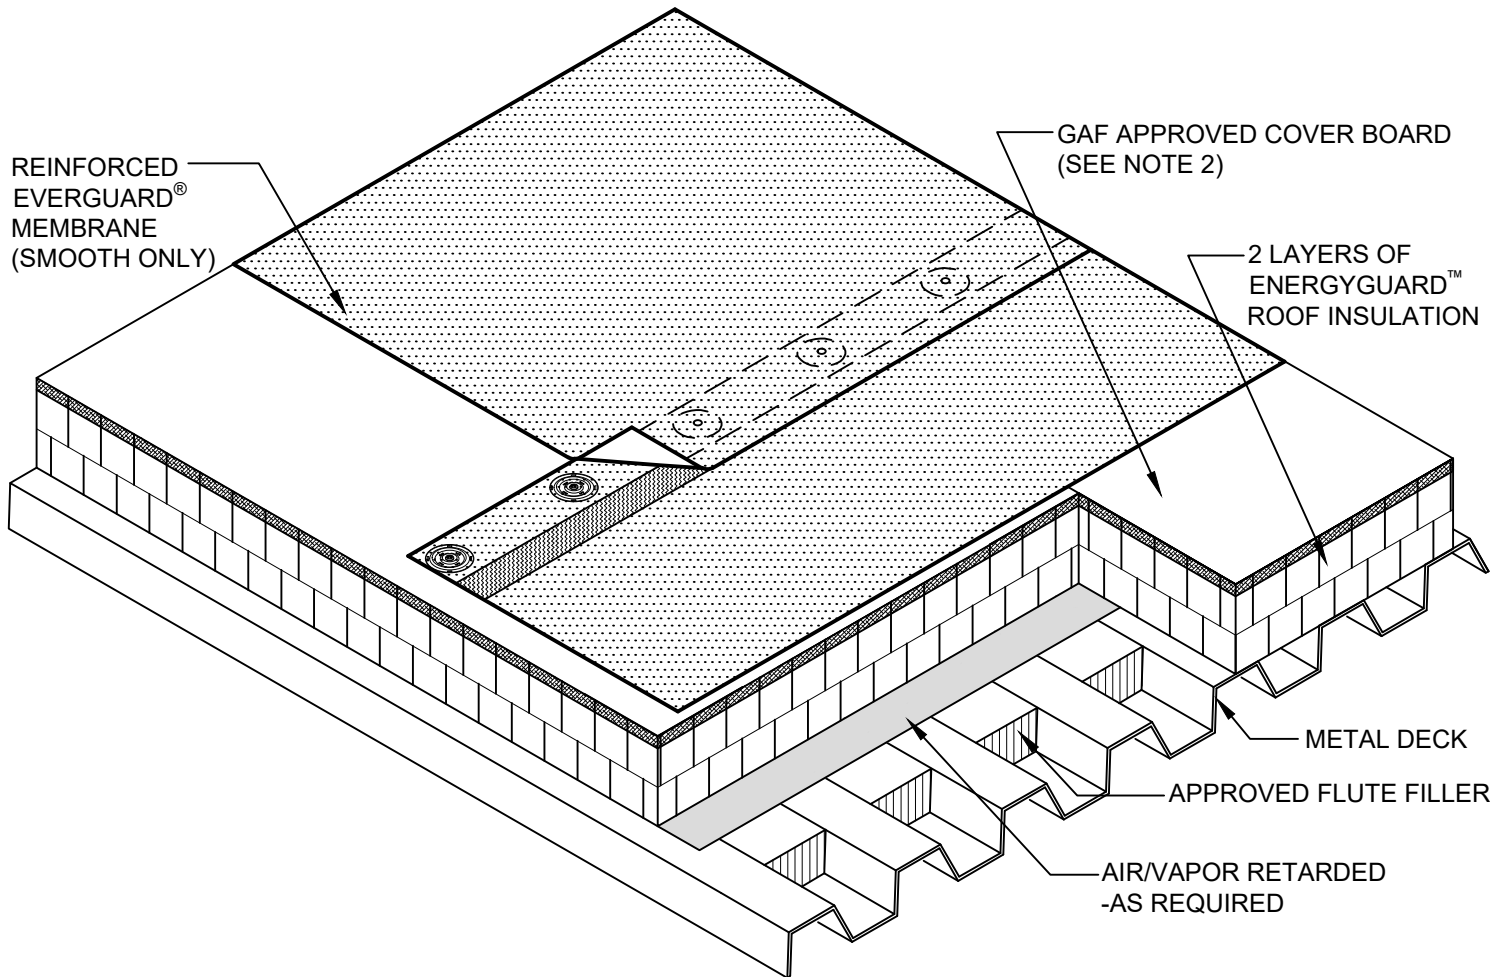 REINFORCED
EVERGUARD®
MEMBRANE
(SMOOTH ONLY)
GAF APPROVED COVER BOARD
(SEE NOTE 2)
2 LAYERS OF
ENERGYGUARD™
ROOF INSULATION
METAL DECK
APPROVED FLUTE FILLER
AIR/VAPOR RETARDED
-AS REQUIRED